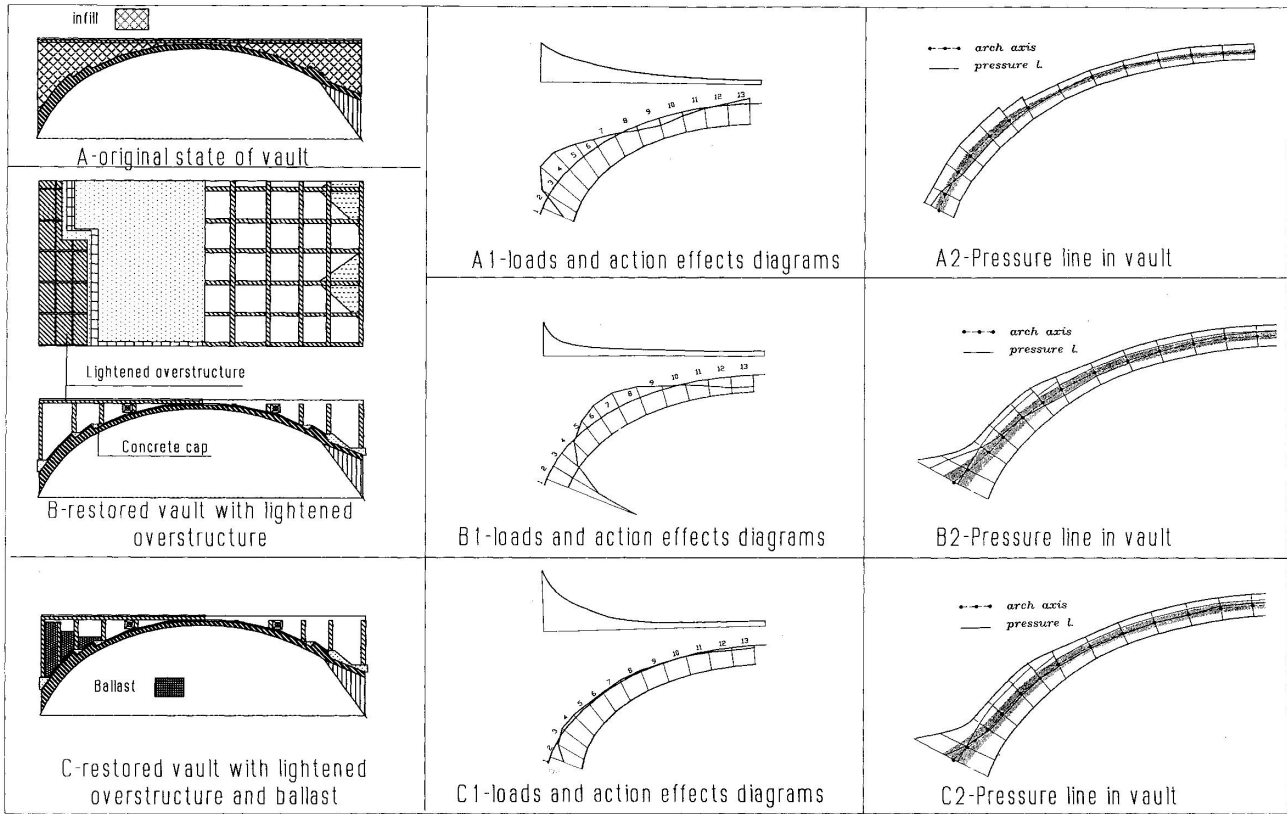 infill
A-original state of vault
Lightened overstructure
Concrete cap
B-restored vault with lightened
overstructure
Ballast
C-restored vault with lightened
overstructure and ballast
1 2 3 4 5 6 7 8 9 10 11 12 13
A1-loads and action effects diagrams
1 2 3 4 5 6 7 8 9 10 11 12 13
B1-loads and action effects diagrams
2 3 4 5 6 7 8 9 10 11 12 13
C1-loads and action effects diagrams
arch axis
pressure l.
A2-Pressure line in vault
arch axis
pressure l.
B2-Pressure line in vault
arch axis
pressure l.
C2-Pressure line in vault